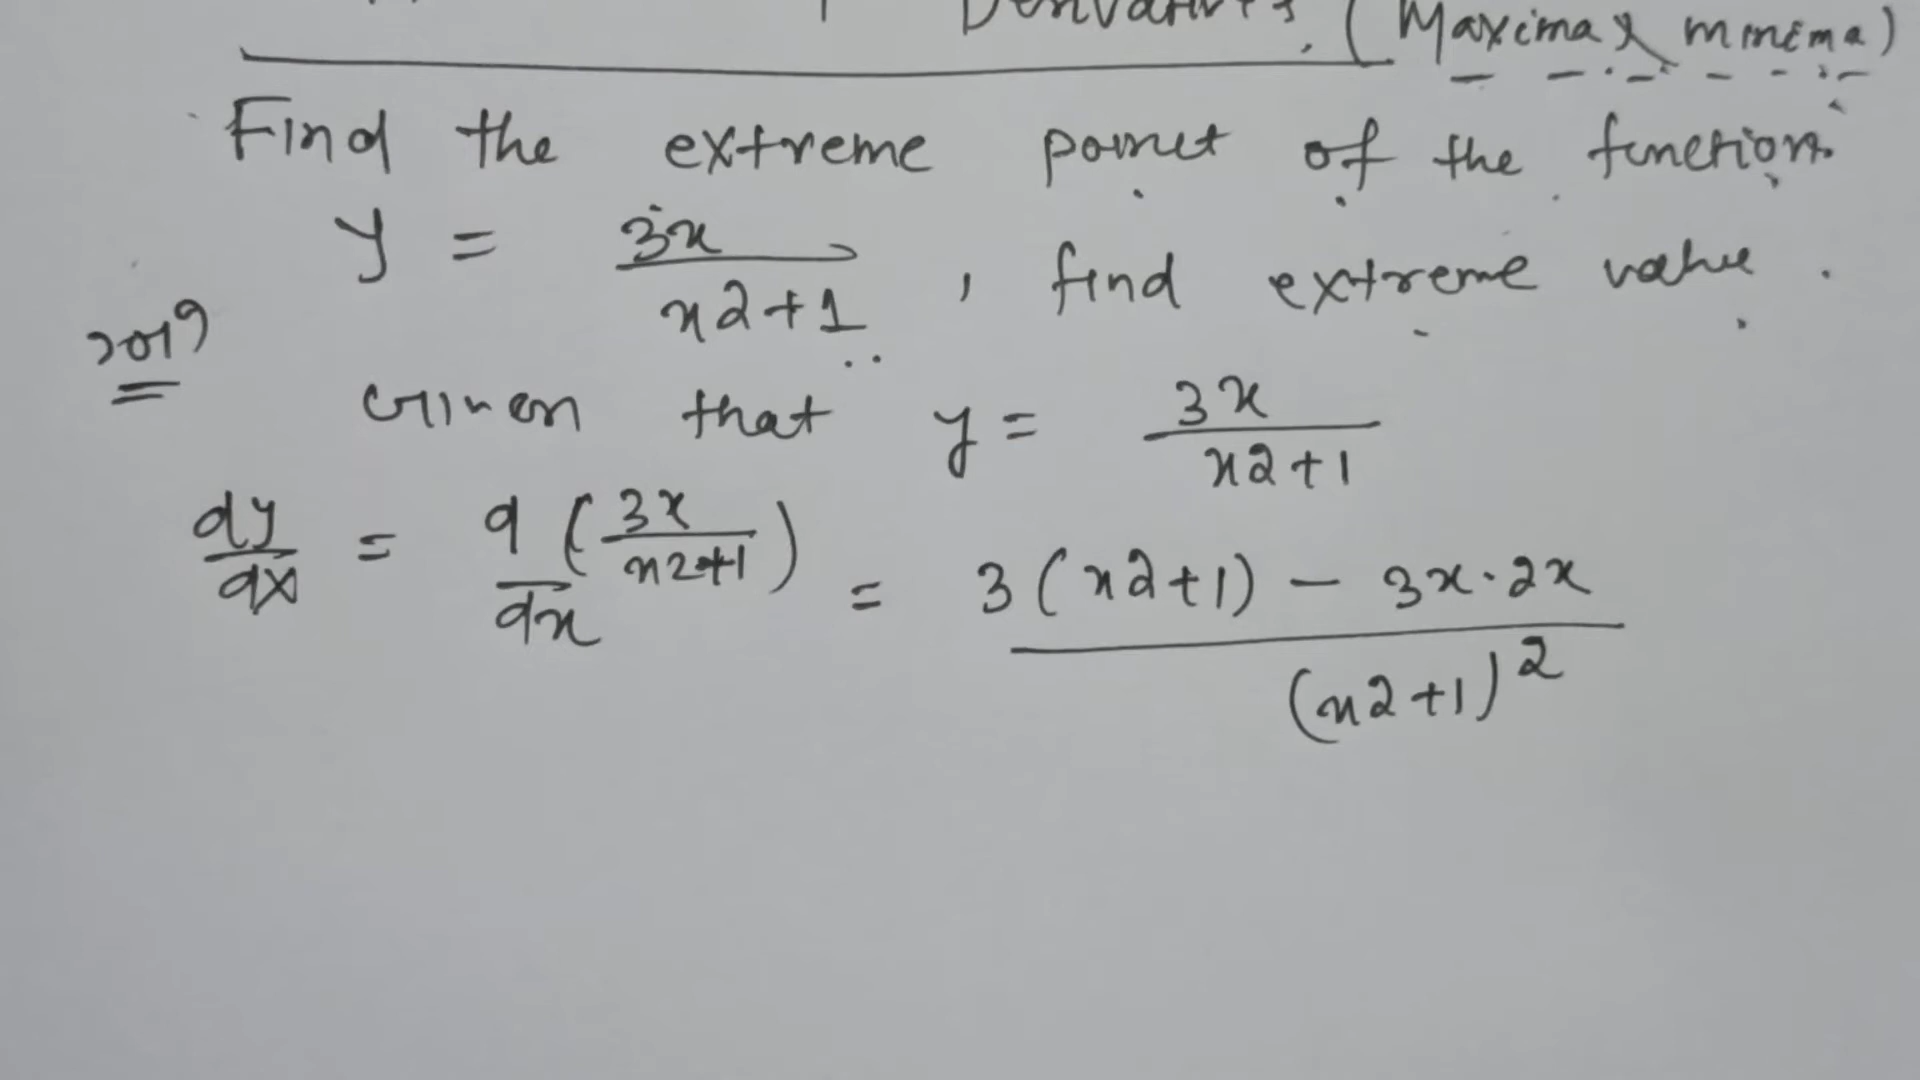 (Maxima & minima)
Find the extreme point of the function
y = 3x / x2+1 , find extreme value .
2019
Given that y = 3x / x2+1
dy/dx = d/dx (3x / x2+1) = 3(x2+1) - 3x·2x / (x2+1)2